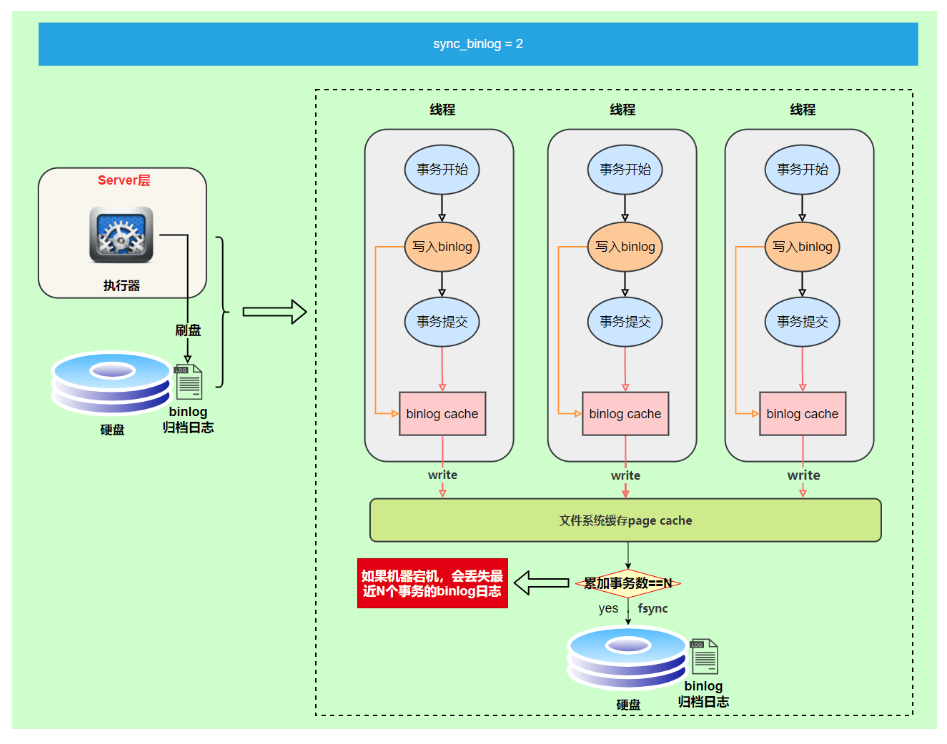 sync_binlog = 2
Server层
执行器
刷盘
硬盘
binlog
归档日志
线程
线程
线程
事务开始
事务开始
事务开始
写入binlog
写入binlog
写入binlog
事务提交
事务提交
事务提交
binlog cache
binlog cache
binlog cache
write
write
write
文件系统缓存page cache
如果机器宕机，会丢失最
近N个事务的binlog日志
累加事务数==N
yes
fsync
硬盘
binlog
归档日志